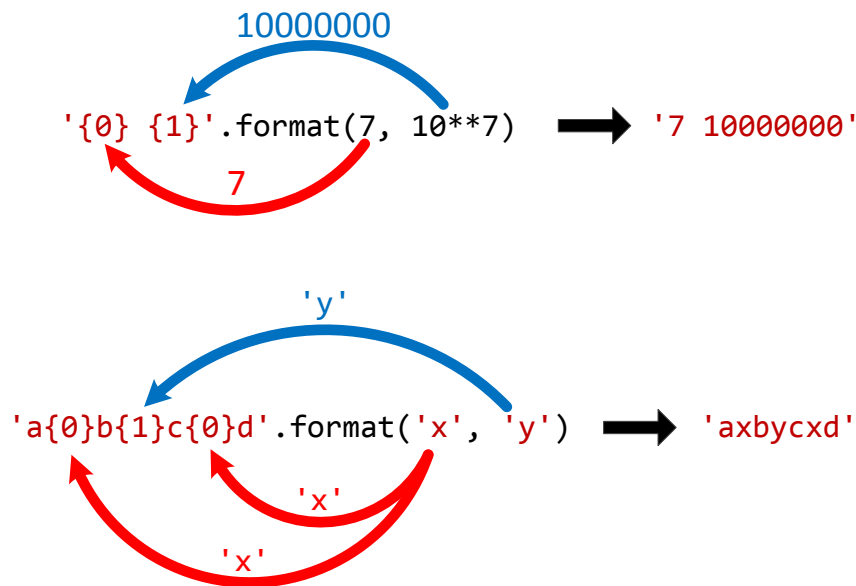 10000000
'{0} {1}'.format(7, 10**7) '7 10000000'
7
'y'
'a{0}b{1}c{0}d'.format('x', 'y') 'axbycxd'
'x'
'x'